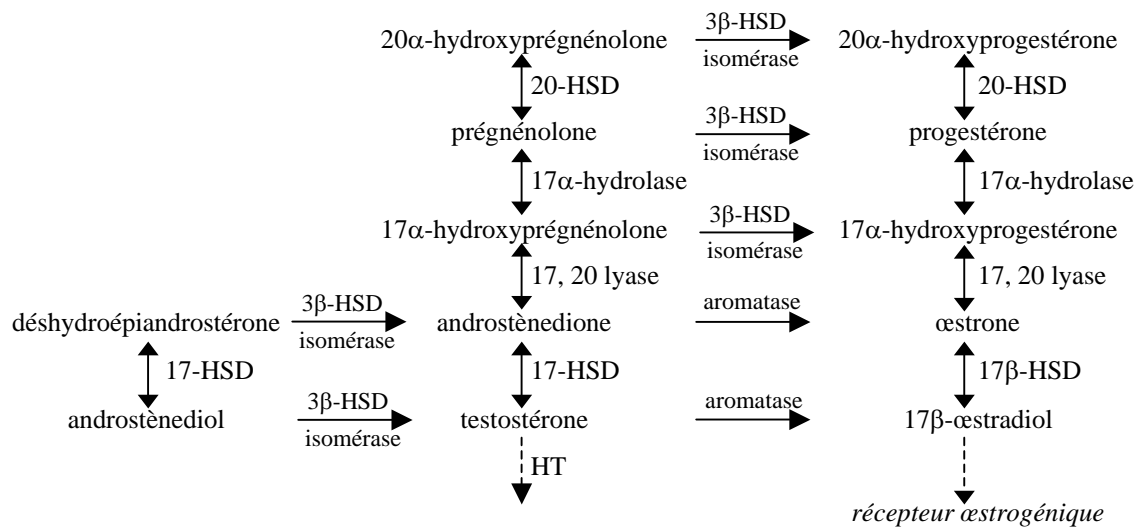 3β-HSD 3β-HSD
20α-hydroxyprégnénolone isomérase 20α-hydroxyprogestérone
20-HSD 20-HSD
3β-HSD
prégnénolone isomérase progestérone
17α-hydrolase 17α-hydrolase
3β-HSD
17α-hydroxyprégnénolone isomérase 17α-hydroxyprogestérone
17, 20 lyase 17, 20 lyase
3β-HSD aromatase
déshydroépiandrostérone isomérase androstènedione œstrone
17-HSD 17-HSD 17β-HSD
3β-HSD aromatase
androstènediol isomérase testostérone 17β-œstradiol
HT
récepteur œstrogénique